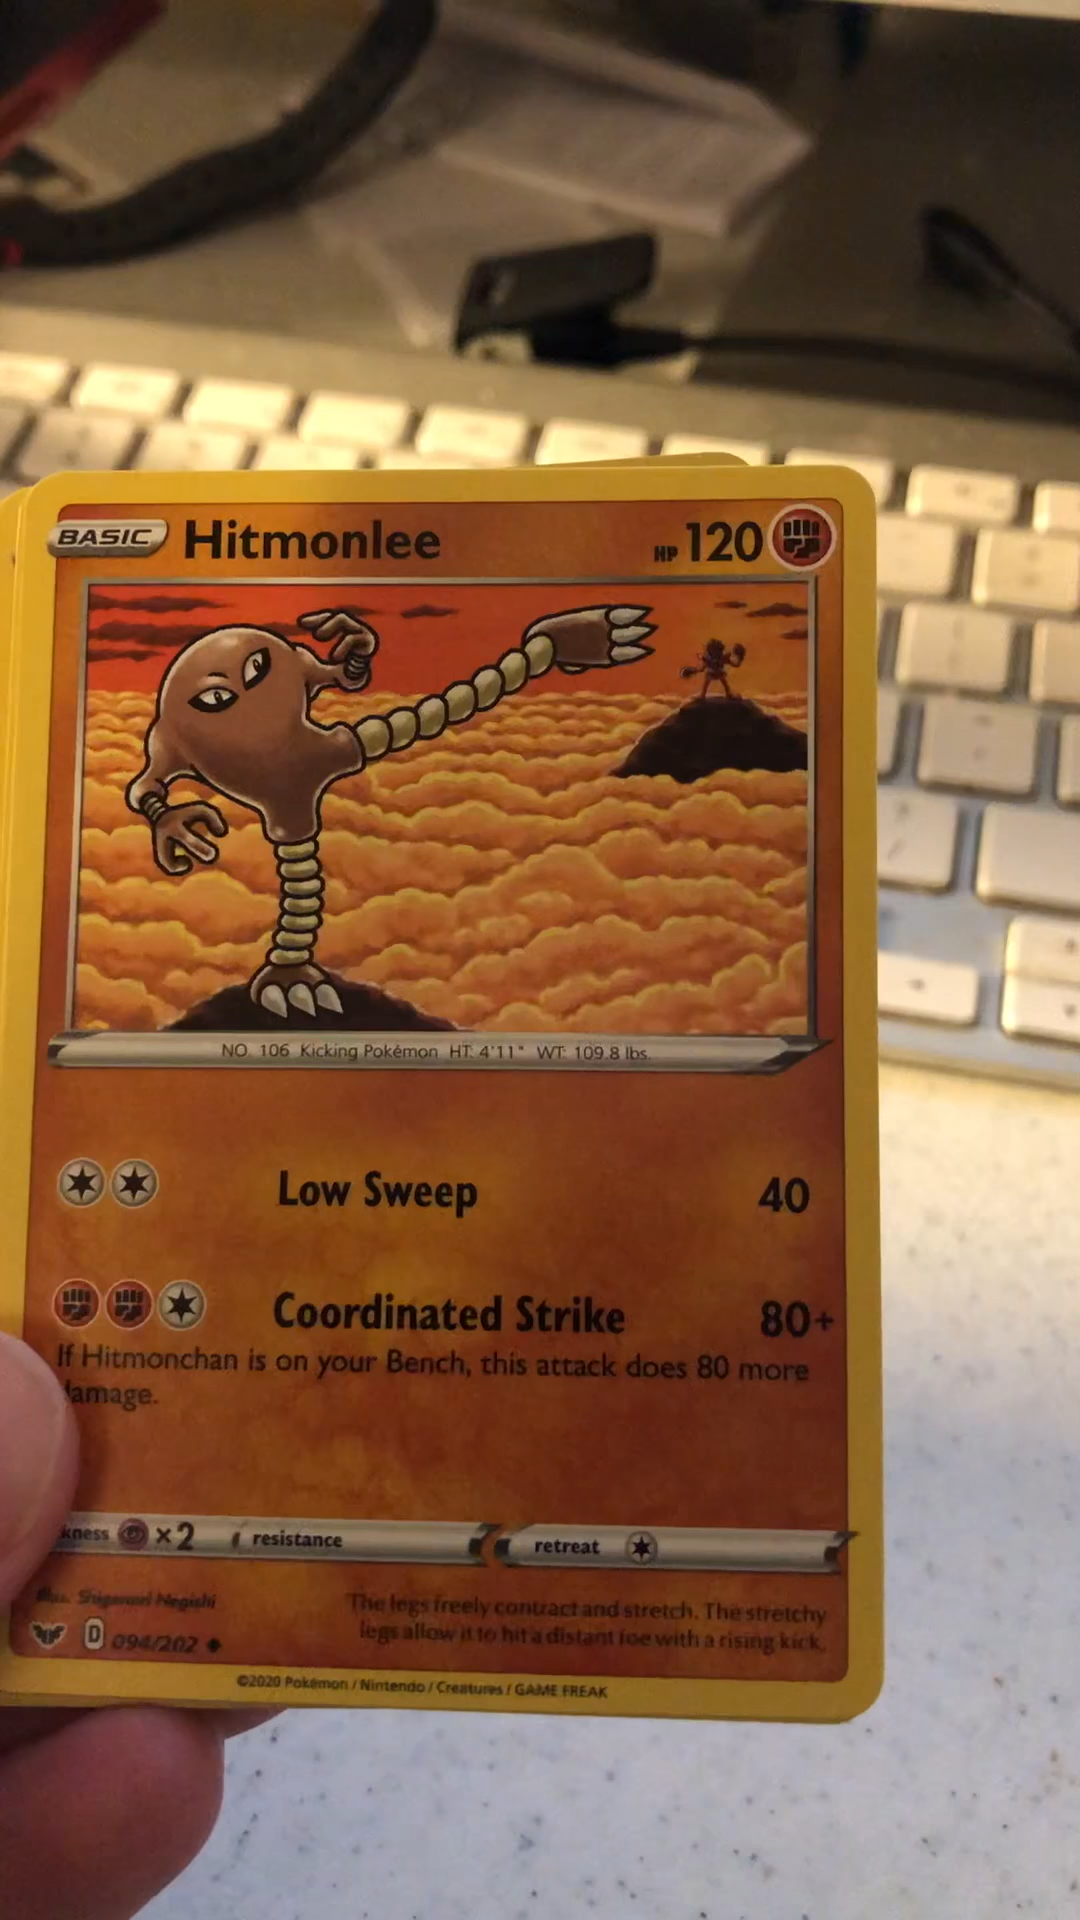 BASIC Hitmonlee HP 120
NO. 106 Kicking Pokémon HT: 4'11" WT: 109.8 lbs.
Low Sweep 40
Coordinated Strike 80+
If Hitmonchan is on your Bench, this attack does 80 more
damage.
kness ×2 resistance retreat
Illus. Shigenori Negishi
The legs freely contract and stretch. The stretchy
legs allow it to hit a distant foe with a rising kick.
D 094/202
©2020 Pokémon / Nintendo / Creatures / GAME FREAK